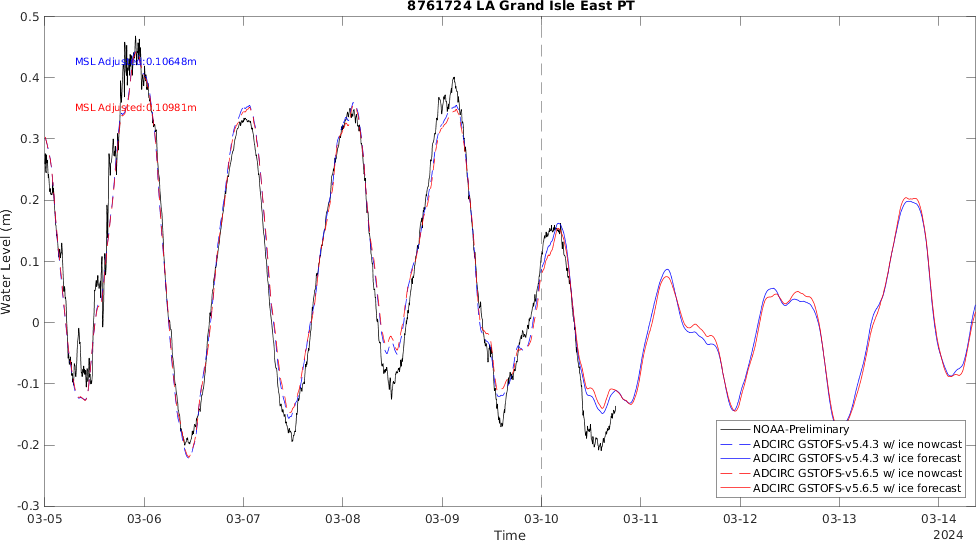 8761724 LA Grand Isle East PT
0.5
0.4
0.3
0.2
0.1
0
-0.1
-0.2
-0.3
Water Level (m)
MSL Adjusted:0.10648m
MSL Adjusted:0.10981m
NOAA-Preliminary
ADCIRC GSTOFS-v5.4.3 w/ ice nowcast
ADCIRC GSTOFS-v5.4.3 w/ ice forecast
ADCIRC GSTOFS-v5.6.5 w/ ice nowcast
ADCIRC GSTOFS-v5.6.5 w/ ice forecast
03-05 03-06 03-07 03-08 03-09 03-10 03-11 03-12 03-13 03-14
2024
Time